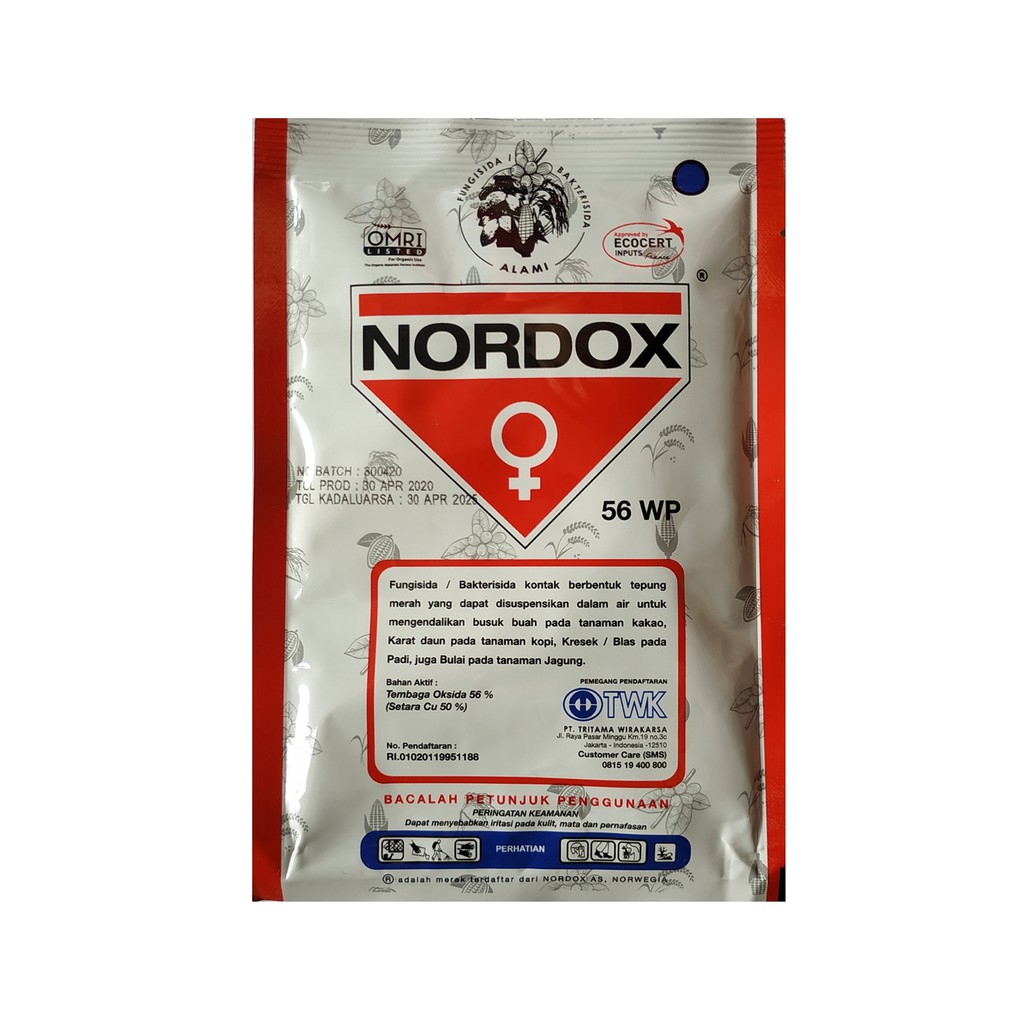 FUNGISIDA / BAKTERISIDA
ALAMI
OMRI
LISTED
For Organic Use
The Organic Materials Review Institute
Approved by
ECOCERT
INPUTS France
®
NORDOX
56 WP
NO BATCH : 300420
TGL PROD : 30 APR 2020
TGL KADALUARSA : 30 APR 2025
Fungisida / Bakterisida kontak berbentuk tepung
merah yang dapat disuspensikan dalam air untuk
mengendalikan busuk buah pada tanaman kakao,
Karat daun pada tanaman kopi, Kresek / Blas pada
Padi, juga Bulai pada tanaman Jagung.
Bahan Aktif :
Tembaga Oksida 56 %
(Setara Cu 50 %)
No. Pendaftaran :
RI.01020119951188
PEMEGANG PENDAFTARAN
TWK
PT. TRITAMA WIRAKARSA
Jl. Raya Pasar Minggu Km.19 no.3c
Jakarta - Indonesia -12510
Customer Care (SMS)
0815 19 400 800
BACALAH PETUNJUK PENGGUNAAN
PERINGATAN KEAMANAN
Dapat menyebabkan iritasi pada kulit, mata dan pernafasan
PERHATIAN
® adalah merek terdaftar dari NORDOX AS, NORWEGIA